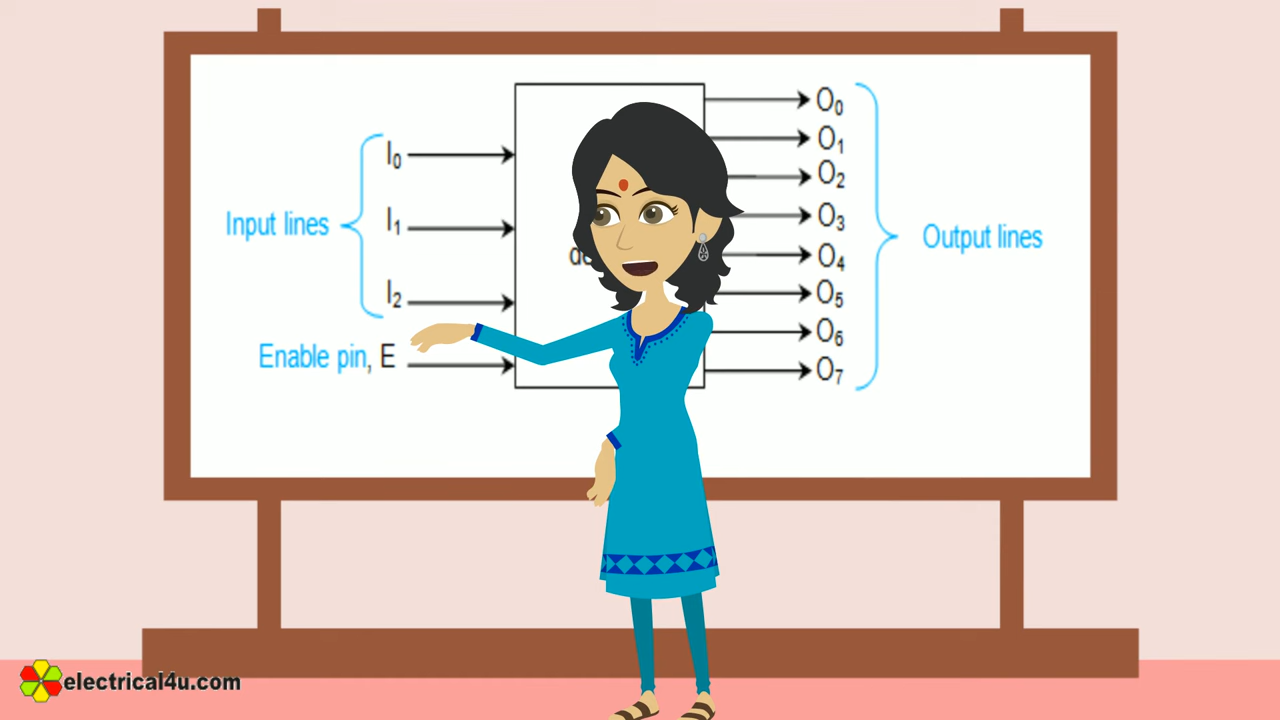 Input lines
I0
I1
I2
Enable pin, E
O0
O1
O2
O3
O4
O5
O6
O7
Output lines
electrical4u.com